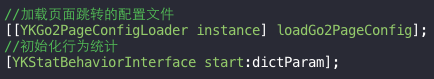 //加载页面跳转的配置文件
[[YKGo2PageConfigLoader instance] loadGo2PageConfig];
//初始化行为统计
[YKStatBehaviorInterface start:dictParam];